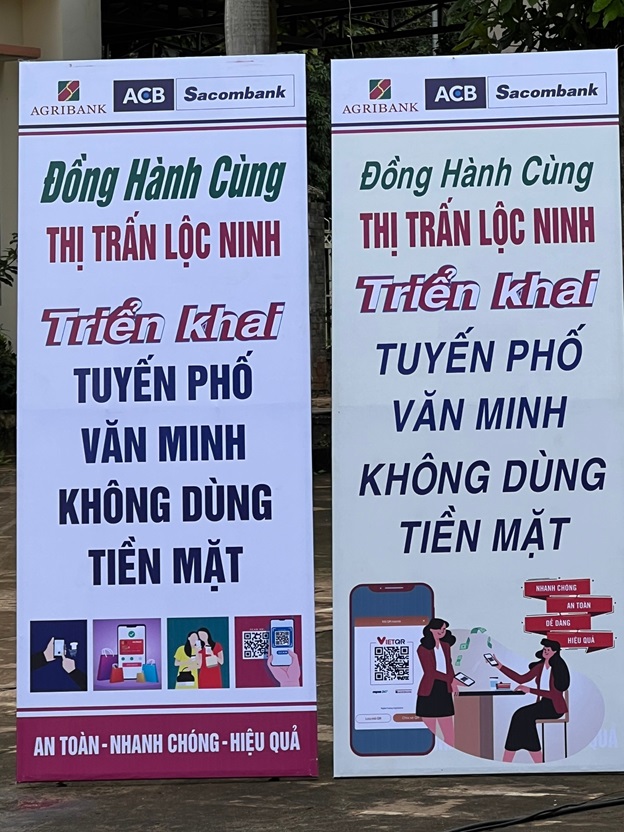 AGRIBANK ACB Sacombank
Đồng Hành Cùng
THỊ TRẤN LỘC NINH
Triển khai
TUYẾN PHỐ
VĂN MINH
KHÔNG DÙNG
TIỀN MẶT
AN TOÀN - NHANH CHÓNG - HIỆU QUẢ
AGRIBANK ACB Sacombank
Đồng Hành Cùng
THỊ TRẤN LỘC NINH
Triển khai
TUYẾN PHỐ
VĂN MINH
KHÔNG DÙNG
TIỀN MẶT
NHANH CHÓNG
AN TOÀN
DỄ DÀNG
HIỆU QUẢ
VIETQR